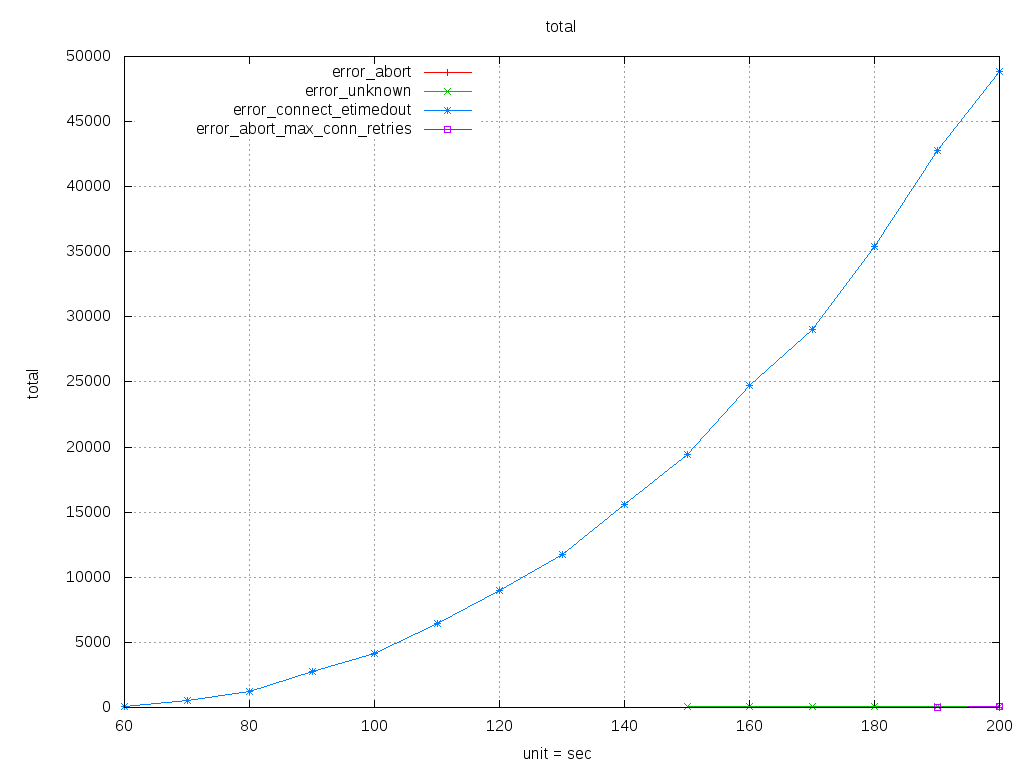 total
50000
45000
40000
35000
30000
25000
20000
15000
10000
5000
0
total
error_abort
error_unknown
error_connect_etimedout
error_abort_max_conn_retries
60 80 100 120 140 160 180 200
unit = sec